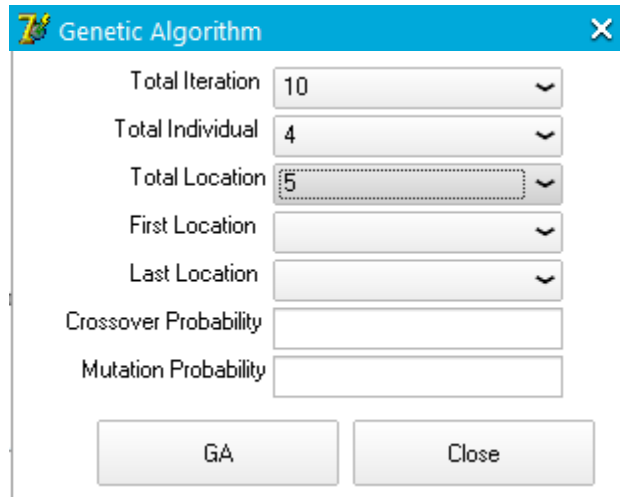 Genetic Algorithm
Total Iteration 10
Total Individual 4
Total Location 5
First Location
Last Location
Crossover Probability
Mutation Probability
GA Close